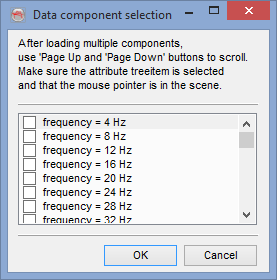 Data component selection
After loading multiple components,
use 'Page Up and 'Page Down' buttons to scroll.
Make sure the attribute treeitem is selected
and that the mouse pointer is in the scene.
frequency = 4 Hz
frequency = 8 Hz
frequency = 12 Hz
frequency = 16 Hz
frequency = 20 Hz
frequency = 24 Hz
frequency = 28 Hz
frequency = 32 Hz
OK Cancel